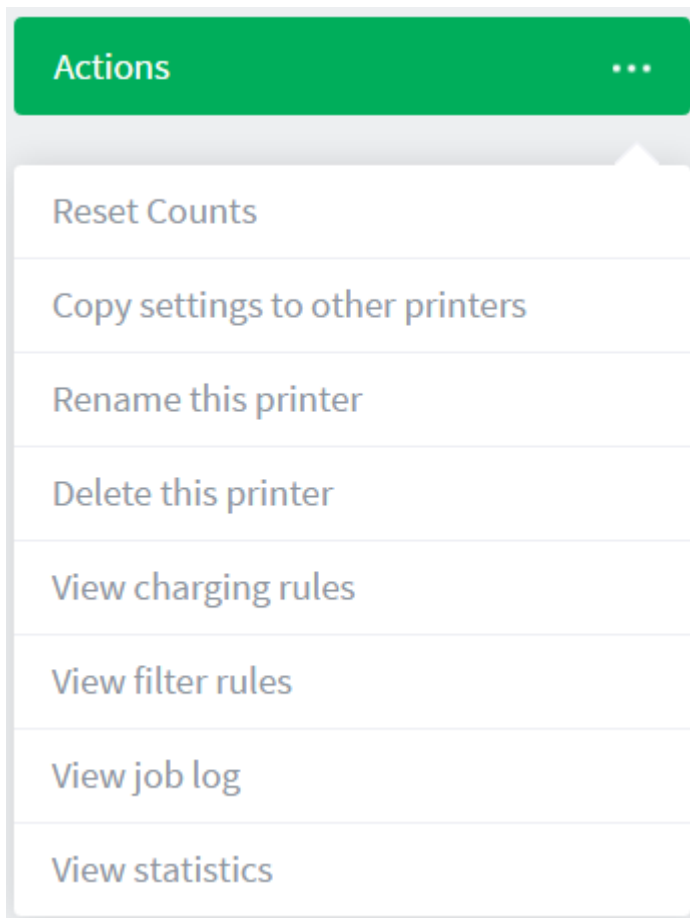 Actions
Reset Counts
Copy settings to other printers
Rename this printer
Delete this printer
View charging rules
View filter rules
View job log
View statistics